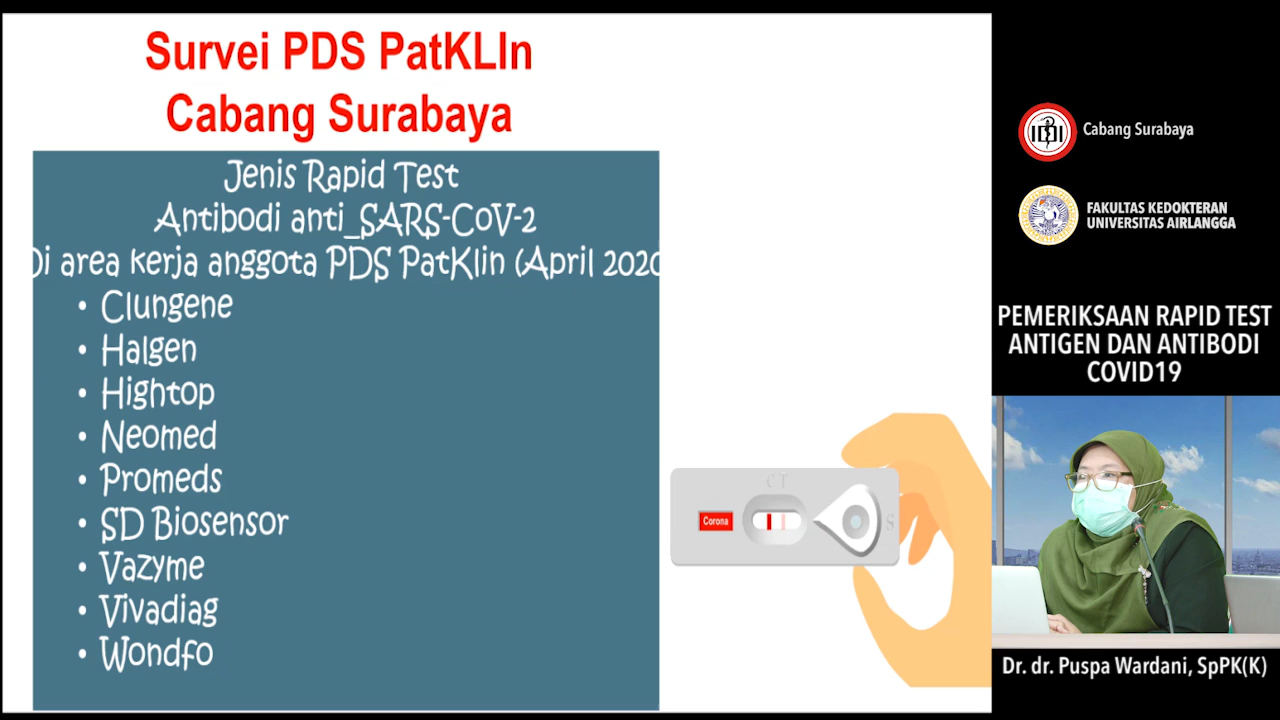 Survei PDS PatKLIn
Cabang Surabaya
Jenis Rapid Test
Antibodi anti_SARS-CoV-2
Di area kerja anggota PDS PatKlin (April 2020
• Clungene
• Halgen
• Hightop
• Neomed
• Promeds
• SD Biosensor
• Vazyme
• Vivadiag
• Wondfo
C T
Corona
S
IDI
Cabang Surabaya
FAKULTAS KEDOKTERAN
UNIVERSITAS AIRLANGGA
PEMERIKSAAN RAPID TEST
ANTIGEN DAN ANTIBODI
COVID19
Dr. dr. Puspa Wardani, SpPK(K)